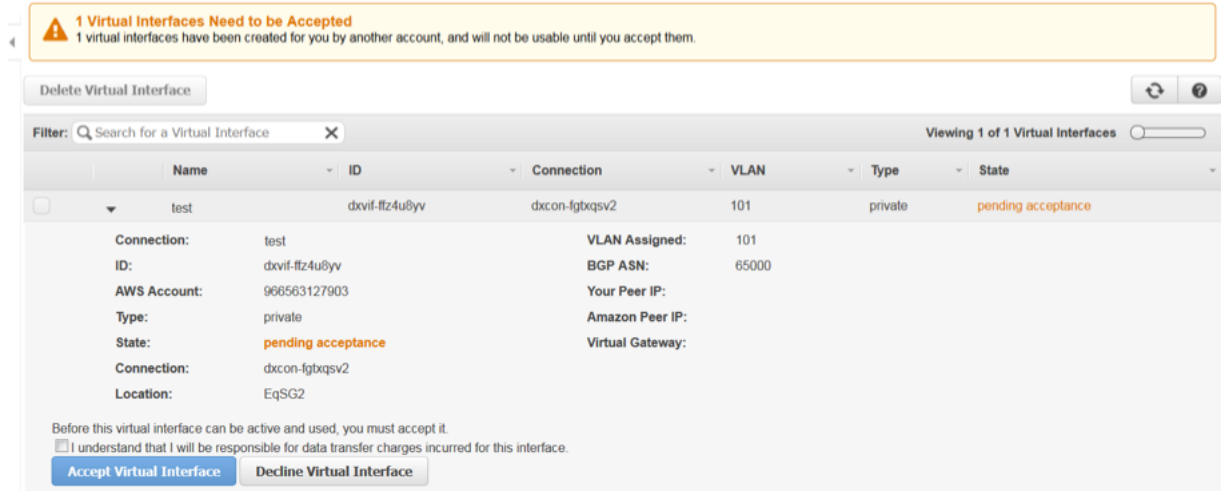 1 Virtual Interfaces Need to be Accepted
1 virtual interfaces have been created for you by another account, and will not be usable until you accept them.
Delete Virtual Interface
Filter: Search for a Virtual Interface Viewing 1 of 1 Virtual Interfaces
Name ID Connection VLAN Type State
test dxvif-ffz4u8yv dxcon-fgtxqsv2 101 private pending acceptance
Connection: test VLAN Assigned: 101
ID: dxvif-ffz4u8yv BGP ASN: 65000
AWS Account: 966563127903 Your Peer IP:
Type: private Amazon Peer IP:
State: pending acceptance Virtual Gateway:
Connection: dxcon-fgtxqsv2
Location: EqSG2
Before this virtual interface can be active and used, you must accept it.
I understand that I will be responsible for data transfer charges incurred for this interface.
Accept Virtual Interface Decline Virtual Interface